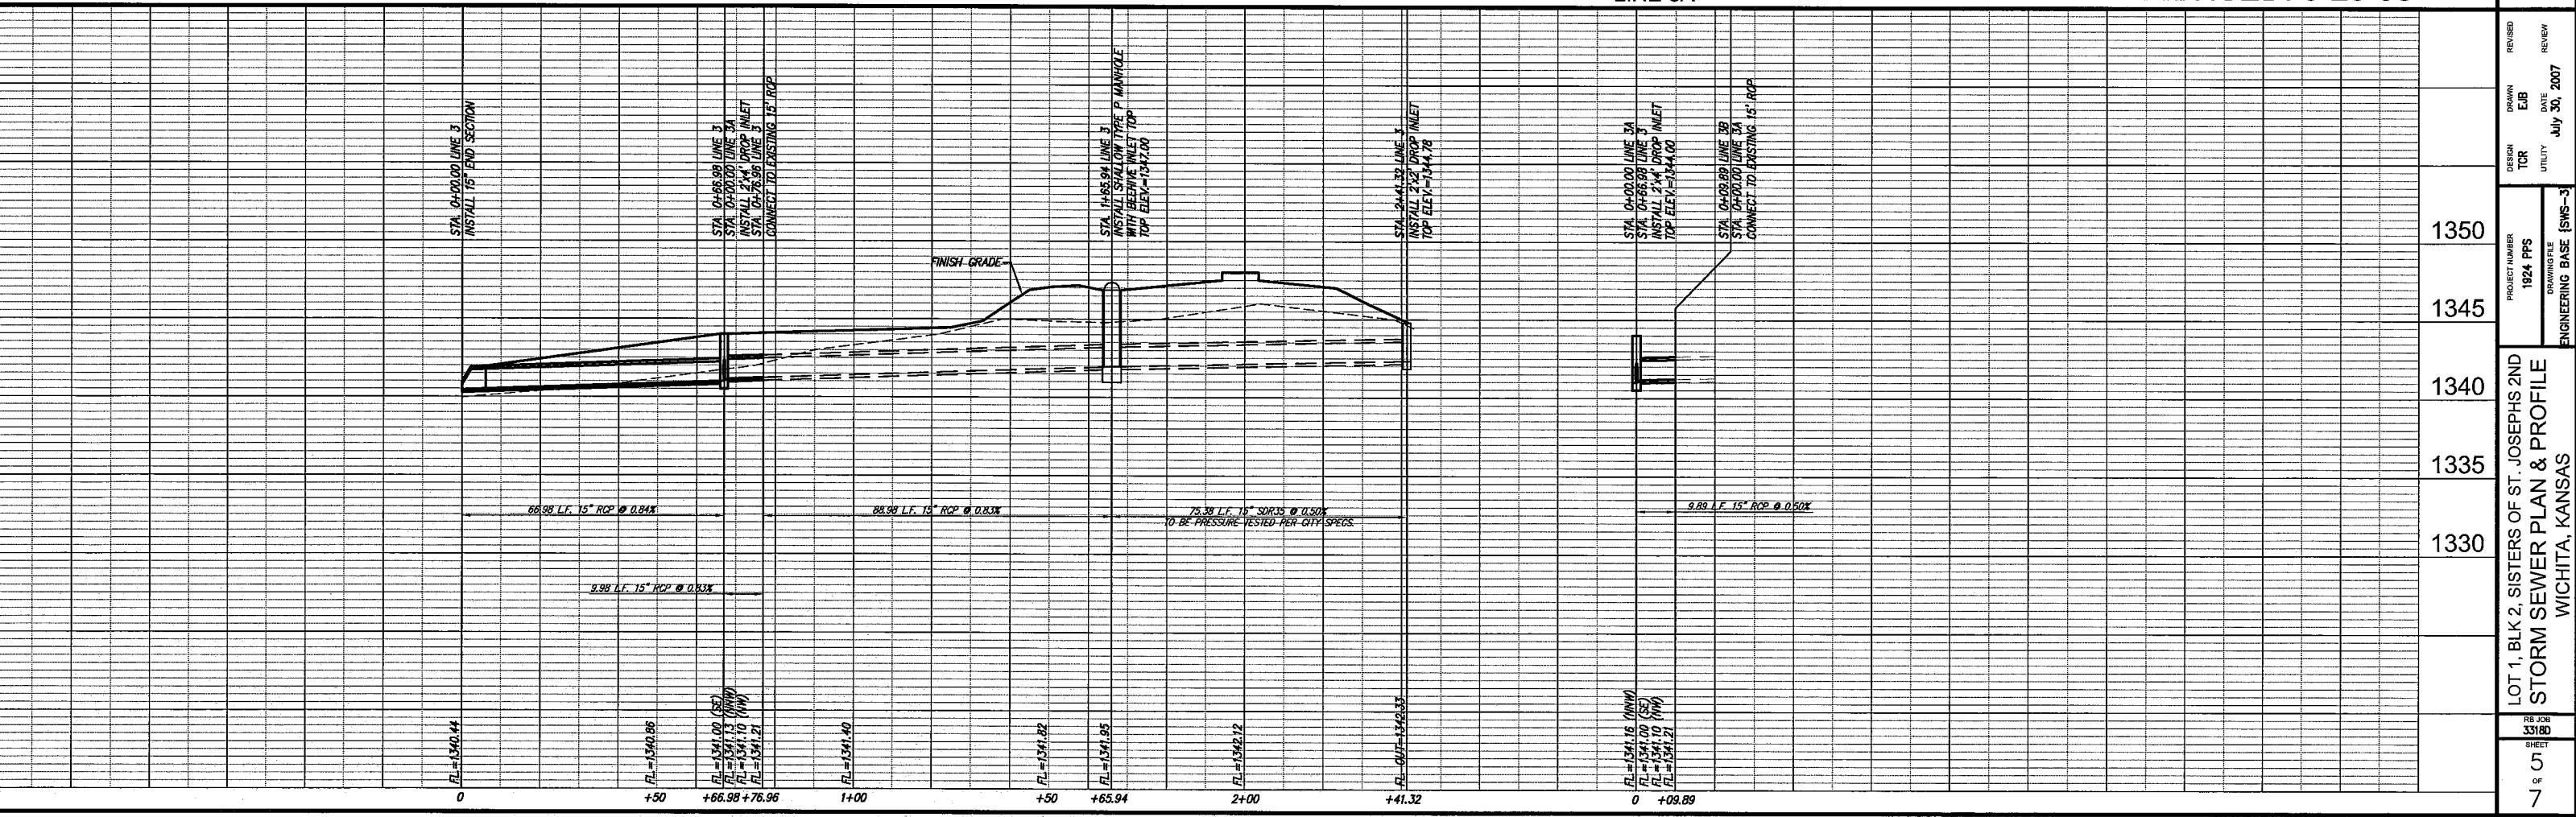 STA. 0+00.00 LINE 3
INSTALL 15" END SECTION
STA. 0+66.98 LINE 3
STA. 0+00.00 LINE 3A
INSTALL 2'x4' DROP INLET
STA. 0+76.96 LINE 3
CONNECT TO EXISTING 15" RCP
STA. 1+65.94 LINE 3
INSTALL SHALLOW TYPE P MANHOLE
WITH BEEHIVE INLET TOP
TOP ELEV.=1347.00
STA. 2+41.32 LINE 3
INSTALL 2'x2' DROP INLET
TOP ELEV.=1344.78
STA. 0+00.00 LINE 3A
STA. 0+66.98 LINE 3
INSTALL 2'x4' DROP INLET
TOP ELEV.=1344.00
STA. 0+09.89 LINE 3B
STA. 0+00.00 LINE 3A
CONNECT TO EXISTING 15" RCP
FINISH GRADE
1350
1345
1340
1335
1330
66.98 L.F. 15" RCP @ 0.84%
88.98 L.F. 15" RCP @ 0.83%
75.38 L.F. 15" SDR35 @ 0.50%
TO BE PRESSURE TESTED PER CITY SPECS.
9.89 L.F. 15" RCP @ 0.50%
9.98 L.F. 15" RCP @ 0.83%
FL=1340.44
FL=1340.86
FL=1341.00 (SE)
FL=1341.13 (NNW)
FL=1341.10 (NW)
FL=1341.21
FL=1341.40
FL=1341.82
FL=1341.95
FL=1342.12
FL OUT=1342.33
FL=1341.16 (NNW)
FL=1341.00 (SE)
FL=1341.10 (NW)
FL=1341.21
0
+50
+66.98
+76.96
1+00
+50
+65.94
2+00
+41.32
0
+09.89
REVISED
REVIEW
DRAWN
EJB
DATE
July 30, 2007
DESIGN
TCR
UTILITY
PROJECT NUMBER
1924 PPS
DRAWING FILE
ENGINEERING BASE {SWS-3}
LOT 1, BLK 2, SISTERS OF ST. JOSEPHS 2ND
STORM SEWER PLAN & PROFILE
WICHITA, KANSAS
RB JOB
3318D
SHEET
5
OF
7